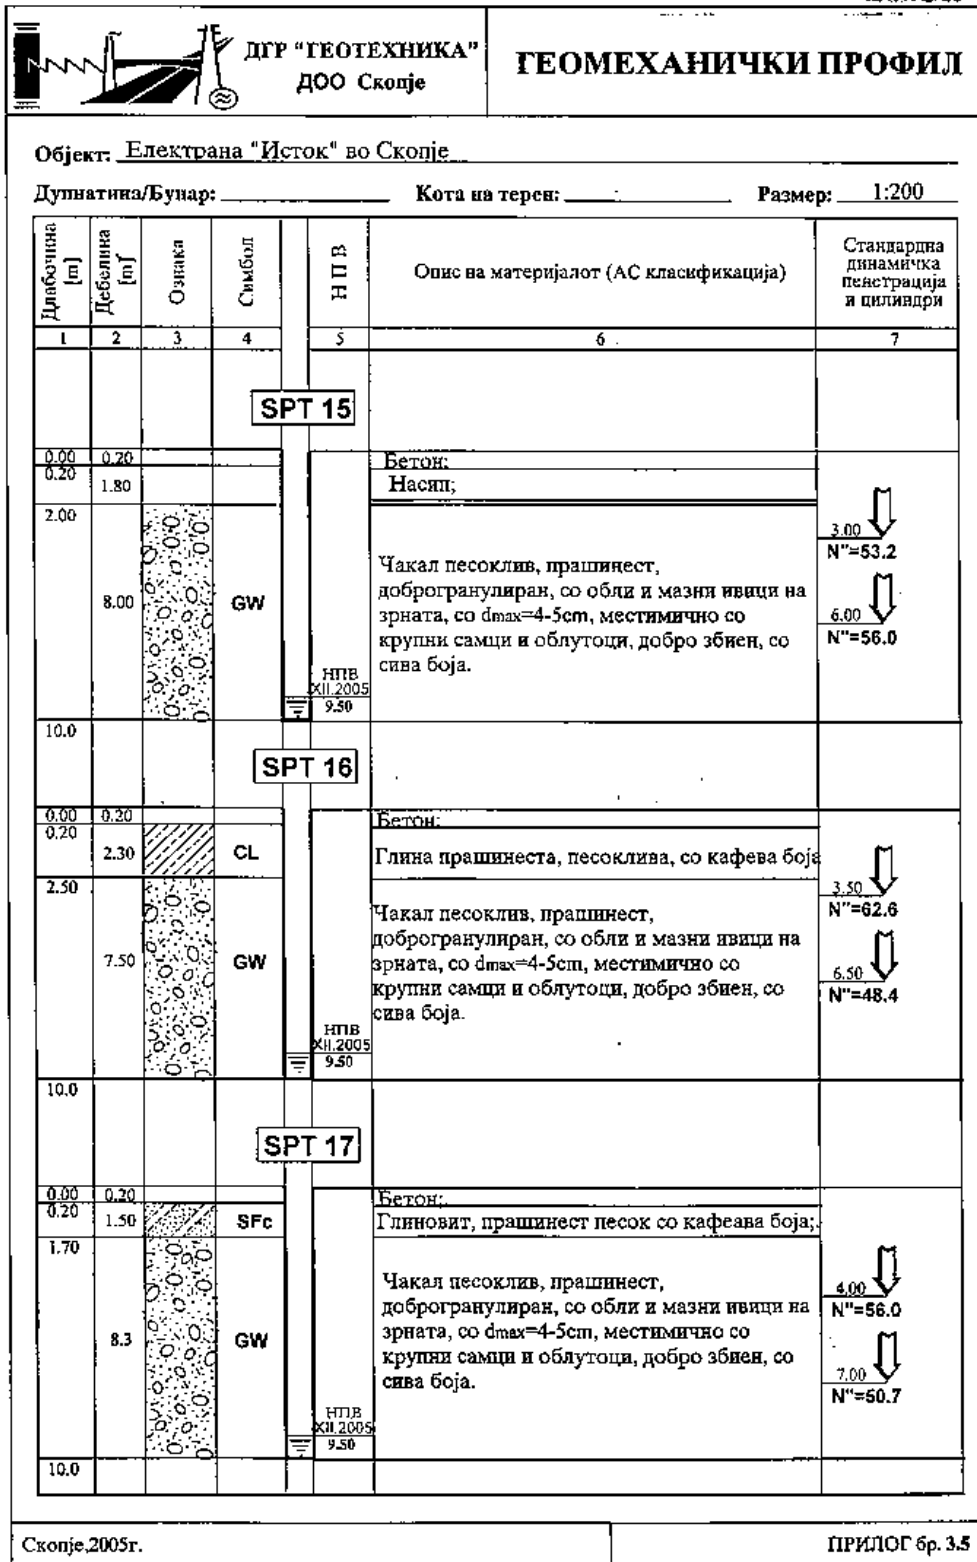 ДГР "ГЕОТЕХНИКА"
ДОО Скопје
ГЕОМЕХАНИЧКИ ПРОФИЛ
Објект: Електрана "Исток" во Скопје
Дупнатина/Бунар:
Кота на терен:
Размер: 1:200
Длабочина [m]
Дебелина [m]
Ознака
Симбол
НПВ
Опис на материјалот (АС класификација)
Стандардна
динамичка
пенетрација
и цилиндри
1 2 3 4 5 6 7
SPT 15
0.00 0.20 Бетон;
0.20 1.80 Насип;
2.00
3.00
N"=53.2
Чакал песоклив, прашинест,
доброгранулиран, со обли и мазни ивици на
8.00 GW зрната, со dmax=4-5cm, местимично со
6.00
крупни самци и облутоци, добро збиен, со
N"=56.0
сива боја.
НПВ
XII.2005
9.50
10.0
SPT 16
0.00 0.20 Бетон;
0.20
2.30 CL Глина прашинеста, песоклива, со кафева боја
2.50
3.50
N"=62.6
Чакал песоклив, прашинест,
доброгранулиран, со обли и мазни ивици на
7.50 GW зрната, со dmax=4-5cm, местимично со
6.50
крупни самци и облутоци, добро збиен, со
N"=48.4
сива боја.
НПВ
XII.2005
9.50
10.0
SPT 17
0.00 0.20 Бетон;
0.20 1.50 SFc Глиновит, прашинест песок со кафеава боја;
1.70
4.00
N"=56.0
Чакал песоклив, прашинест,
доброгранулиран, со обли и мазни ивици на
8.3 GW зрната, со dmax=4-5cm, местимично со
крупни самци и облутоци, добро збиен, со
7.00
сива боја.
N"=50.7
НПВ
XII.2005
9.50
10.0
Скопје,2005г.
ПРИЛОГ бр. 3.5